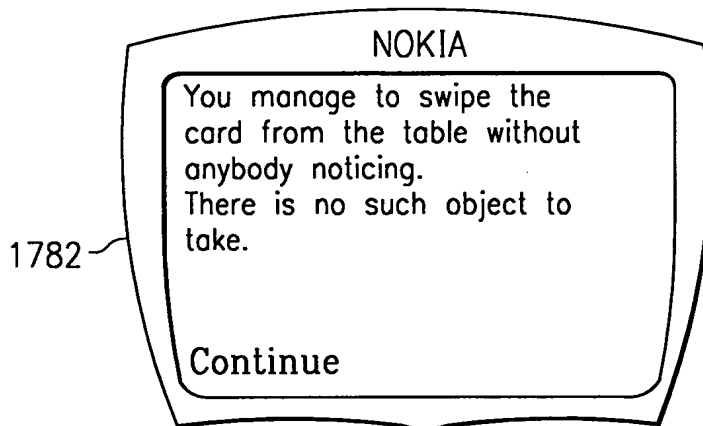 NOKIA
You manage to swipe the
card from the table without
anybody noticing.
There is no such object to
take.
1782
Continue